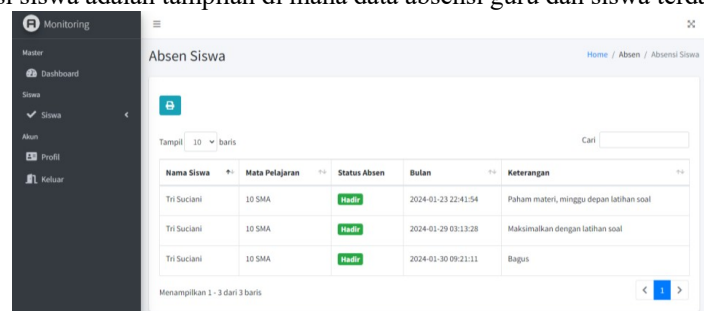 si siswa adalah tampilan di mana data absensi guru dan siswa terda
Monitoring
Master
Dashboard
Siswa
Siswa
Akun
Profil
Keluar
Absen Siswa
Home / Absen / Absensi Siswa
Tampil 10 baris
Cari
Nama Siswa Mata Pelajaran Status Absen Bulan Keterangan
Tri Suciani 10 SMA Hadir 2024-01-23 22:41:54 Paham materi, minggu depan latihan soal
Tri Suciani 10 SMA Hadir 2024-01-29 03:13:28 Maksimalkan dengan latihan soal
Tri Suciani 10 SMA Hadir 2024-01-30 09:21:11 Bagus
Menampilkan 1 - 3 dari 3 baris
1